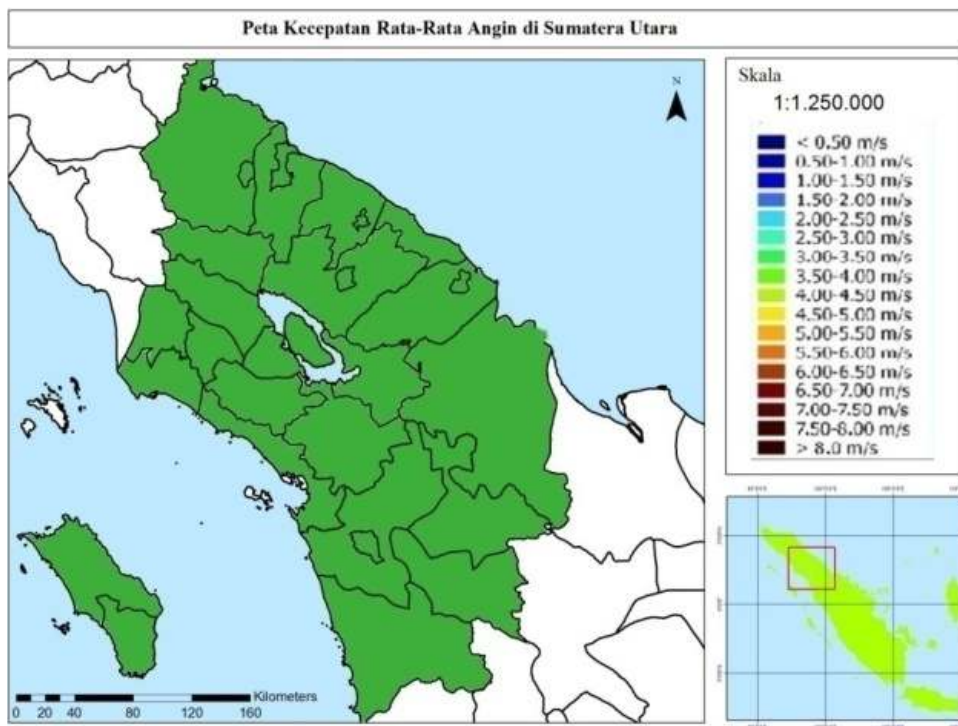 Peta Kecepatan Rata-Rata Angin di Sumatera Utara
N
Skala
1:1.250.000
< 0.50 m/s
0.50-1.00 m/s
1.00-1.50 m/s
1.50-2.00 m/s
2.00-2.50 m/s
2.50-3.00 m/s
3.00-3.50 m/s
3.50-4.00 m/s
4.00-4.50 m/s
4.50-5.00 m/s
5.00-5.50 m/s
5.50-6.00 m/s
6.00-6.50 m/s
6.50-7.00 m/s
7.00-7.50 m/s
7.50-8.00 m/s
> 8.0 m/s
Kilometers
0 20 40 80 120 160